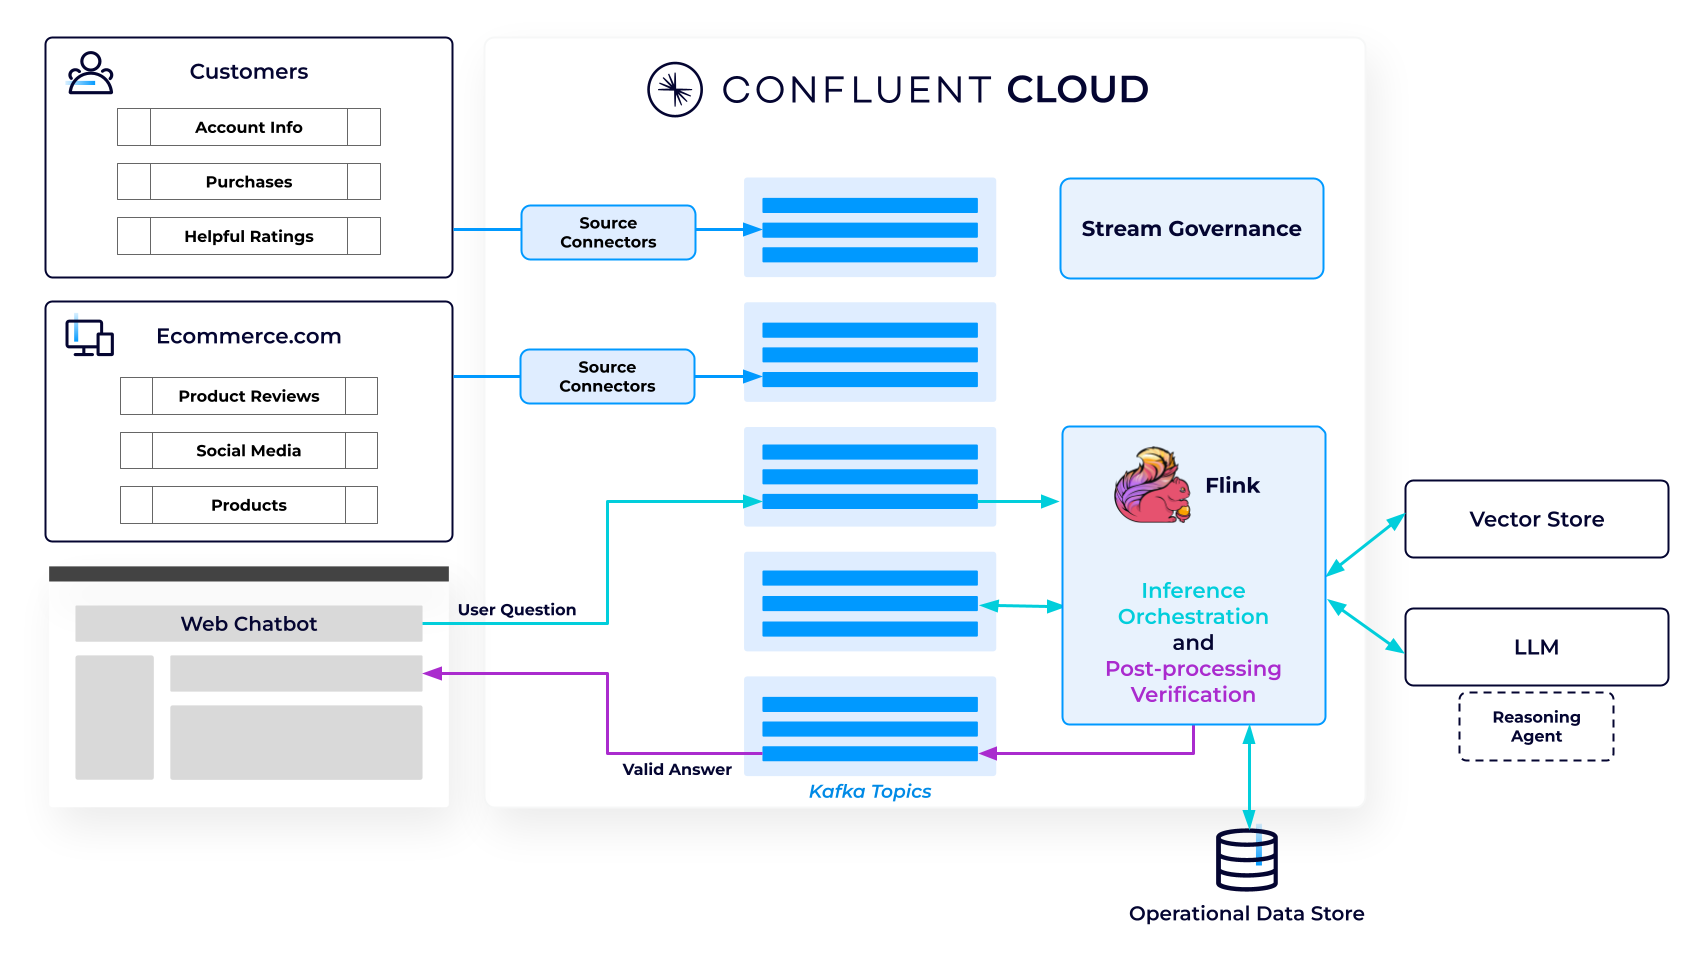 Customers
Account Info
Purchases
Helpful Ratings
Ecommerce.com
Product Reviews
Social Media
Products
Web Chatbot
User Question
Valid Answer
CONFLUENT CLOUD
Source
Connectors
Source
Connectors
Kafka Topics
Stream Governance
Flink
Inference
Orchestration
and
Post-processing
Verification
Vector Store
LLM
Reasoning
Agent
Operational Data Store